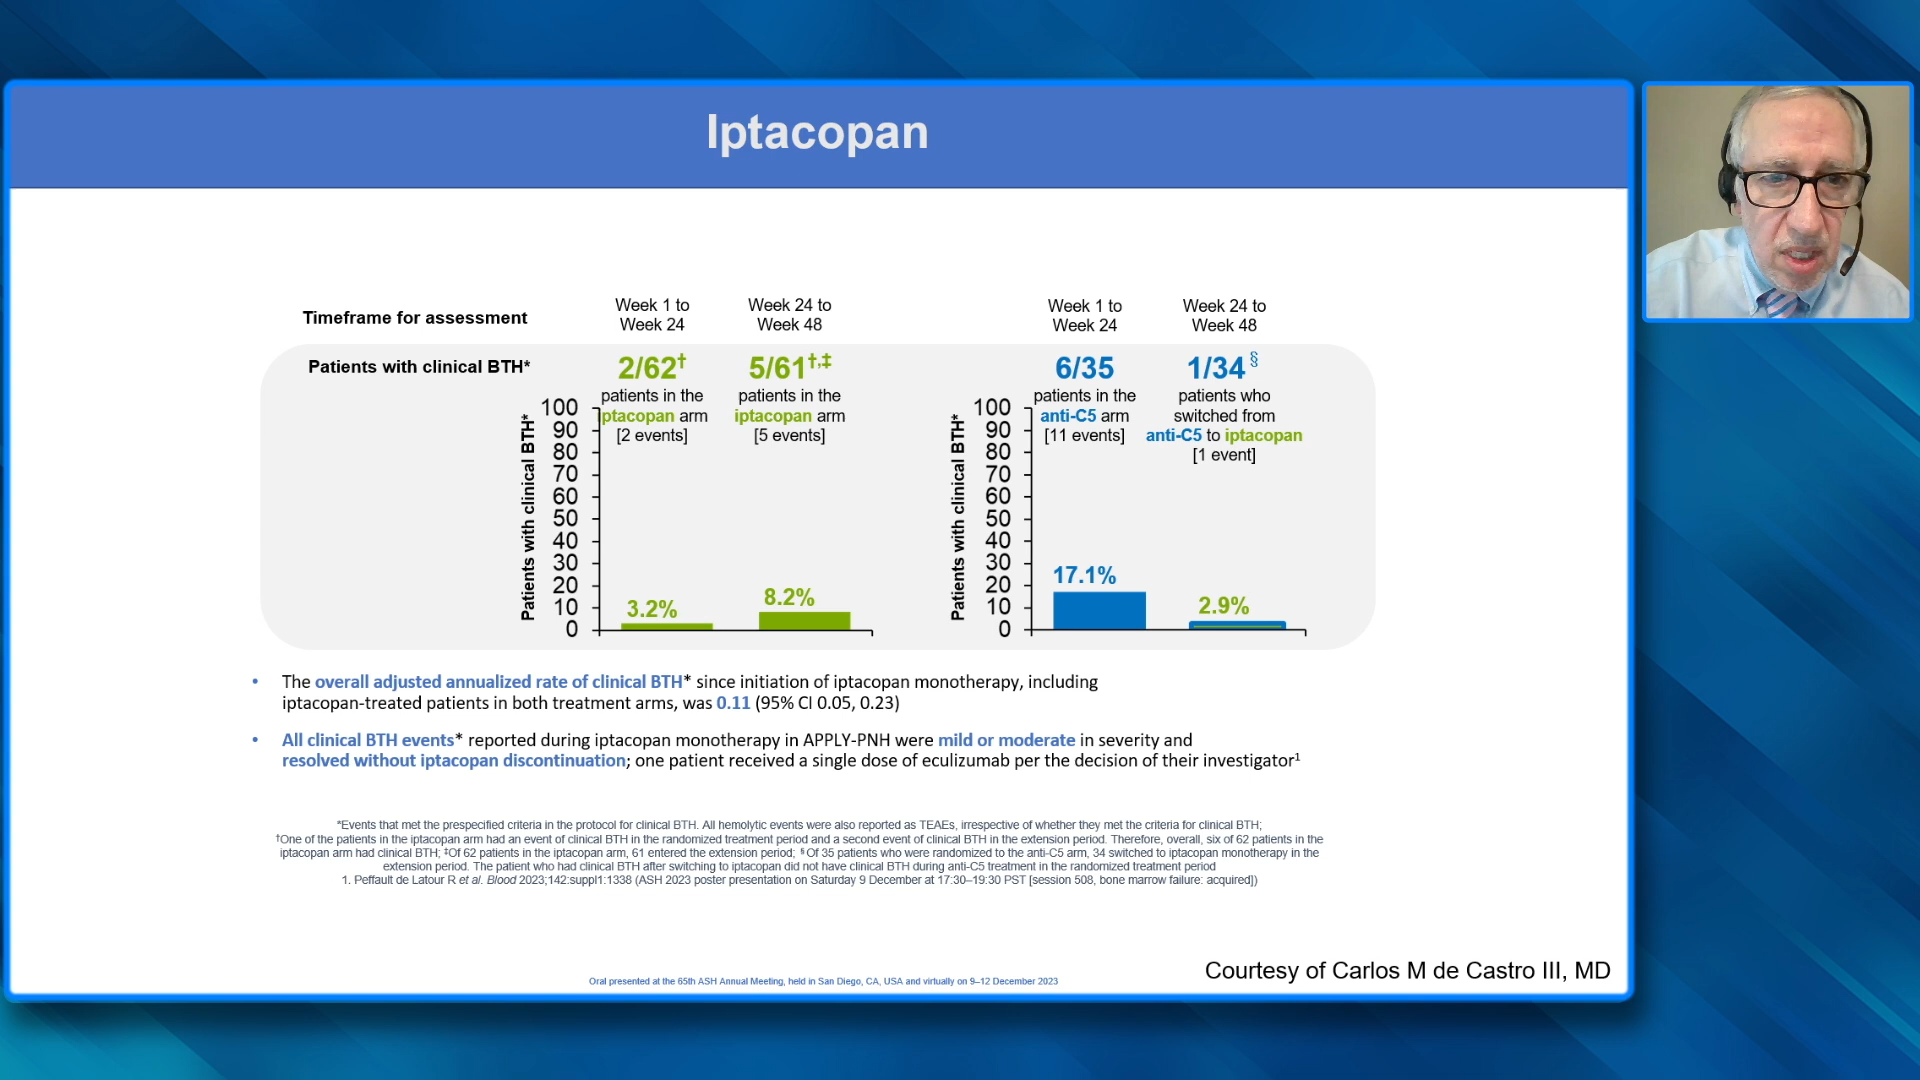 Iptacopan
Timeframe for assessment
Week 1 to
Week 24
Week 24 to
Week 48
Week 1 to
Week 24
Week 24 to
Week 48
Patients with clinical BTH*
2/62†
patients in the
iptacopan arm
[2 events]
5/61†,‡
patients in the
iptacopan arm
[5 events]
6/35
patients in the
anti-C5 arm
[11 events]
1/34§
patients who
switched from
anti-C5 to iptacopan
[1 event]
Patients with clinical BTH*
100
90
80
70
60
50
40
30
20
10
0
3.2%
8.2%
Patients with clinical BTH*
100
90
80
70
60
50
40
30
20
10
0
17.1%
2.9%
• The overall adjusted annualized rate of clinical BTH* since initiation of iptacopan monotherapy, including
iptacopan-treated patients in both treatment arms, was 0.11 (95% CI 0.05, 0.23)
• All clinical BTH events* reported during iptacopan monotherapy in APPLY-PNH were mild or moderate in severity and
resolved without iptacopan discontinuation; one patient received a single dose of eculizumab per the decision of their investigator¹
*Events that met the prespecified criteria in the protocol for clinical BTH. All hemolytic events were also reported as TEAEs, irrespective of whether they met the criteria for clinical BTH;
†One of the patients in the iptacopan arm had an event of clinical BTH in the randomized treatment period and a second event of clinical BTH in the extension period. Therefore, overall, six of 62 patients in the
iptacopan arm had clinical BTH; ‡Of 62 patients in the iptacopan arm, 61 entered the extension period; §Of 35 patients who were randomized to the anti-C5 arm, 34 switched to iptacopan monotherapy in the
extension period. The patient who had clinical BTH after switching to iptacopan did not have clinical BTH during anti-C5 treatment in the randomized treatment period
1. Peffault de Latour R et al. Blood 2023;142:suppl1:1338 (ASH 2023 poster presentation on Saturday 9 December at 17:30–19:30 PST [session 508, bone marrow failure: acquired])
Courtesy of Carlos M de Castro III, MD
Oral presented at the 65th ASH Annual Meeting, held in San Diego, CA, USA and virtually on 9–12 December 2023